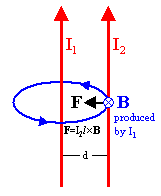 I₁ I₂
F B
produced
by I₁
F=I₂l×B
d